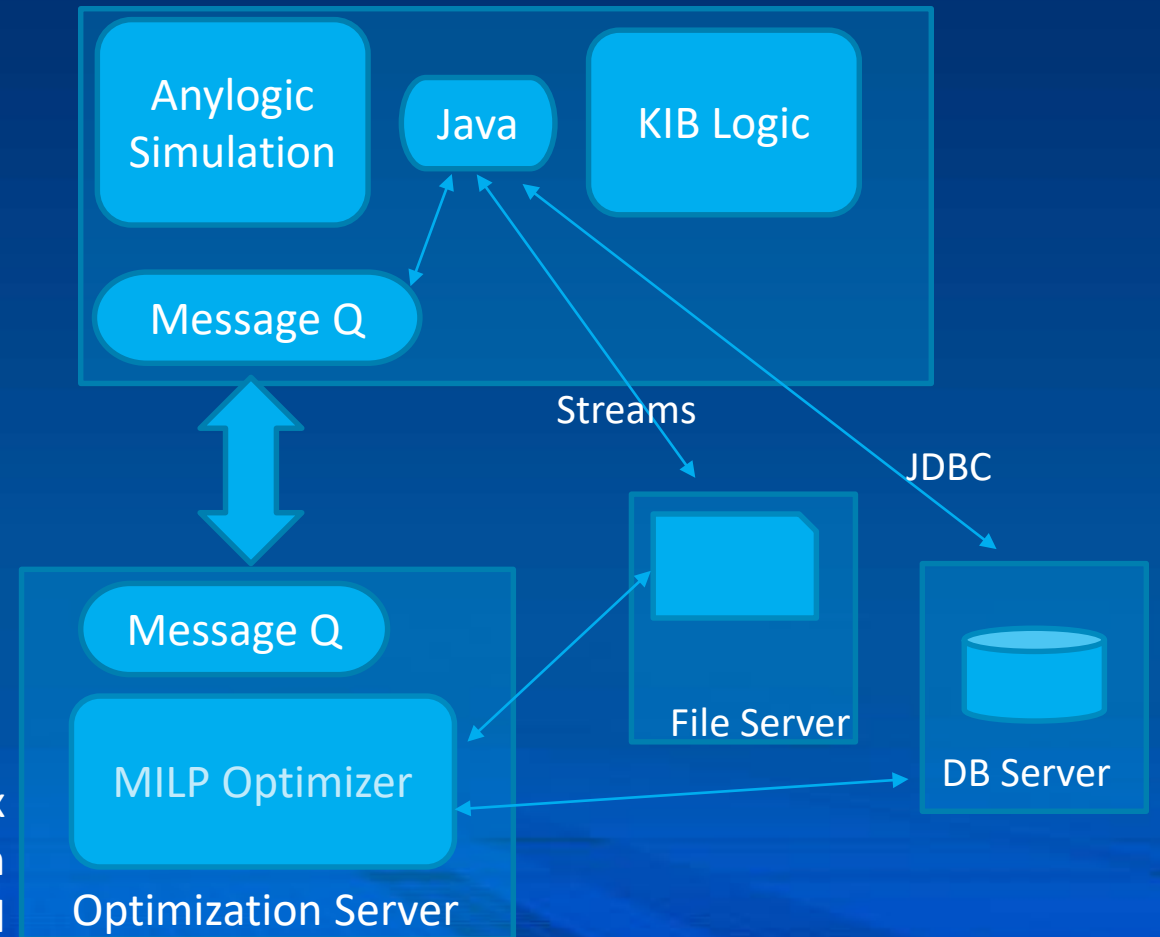 Anylogic
Simulation
Java
KIB Logic
Message Q
Streams
JDBC
Message Q
File Server
MILP Optimizer
DB Server
Optimization Server